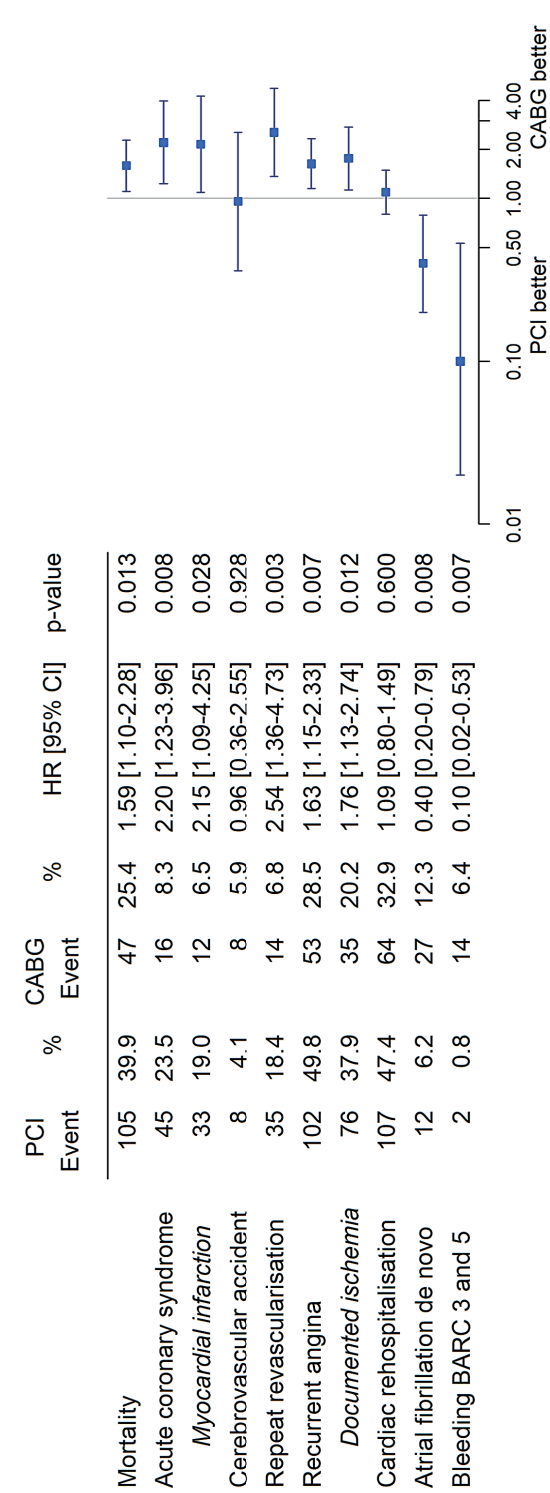 PCI CABG
Event % Event % HR [95% CI] p-value
Mortality 105 39.9 47 25.4 1.59 [1.10-2.28] 0.013
Acute coronary syndrome 45 23.5 16 8.3 2.20 [1.23-3.96] 0.008
Myocardial infarction 33 19.0 12 6.5 2.15 [1.09-4.25] 0.028
Cerebrovascular accident 8 4.1 8 5.9 0.96 [0.36-2.55] 0.928
Repeat revascularisation 35 18.4 14 6.8 2.54 [1.36-4.73] 0.003
Recurrent angina 102 49.8 53 28.5 1.63 [1.15-2.33] 0.007
Documented ischemia 76 37.9 35 20.2 1.76 [1.13-2.74] 0.012
Cardiac rehospitalisation 107 47.4 64 32.9 1.09 [0.80-1.49] 0.600
Atrial fibrillation de novo 12 6.2 27 12.3 0.40 [0.20-0.79] 0.008
Bleeding BARC 3 and 5 2 0.8 14 6.4 0.10 [0.02-0.53] 0.007
0.01 0.10 0.50 1.00 2.00 4.00
PCI better CABG better